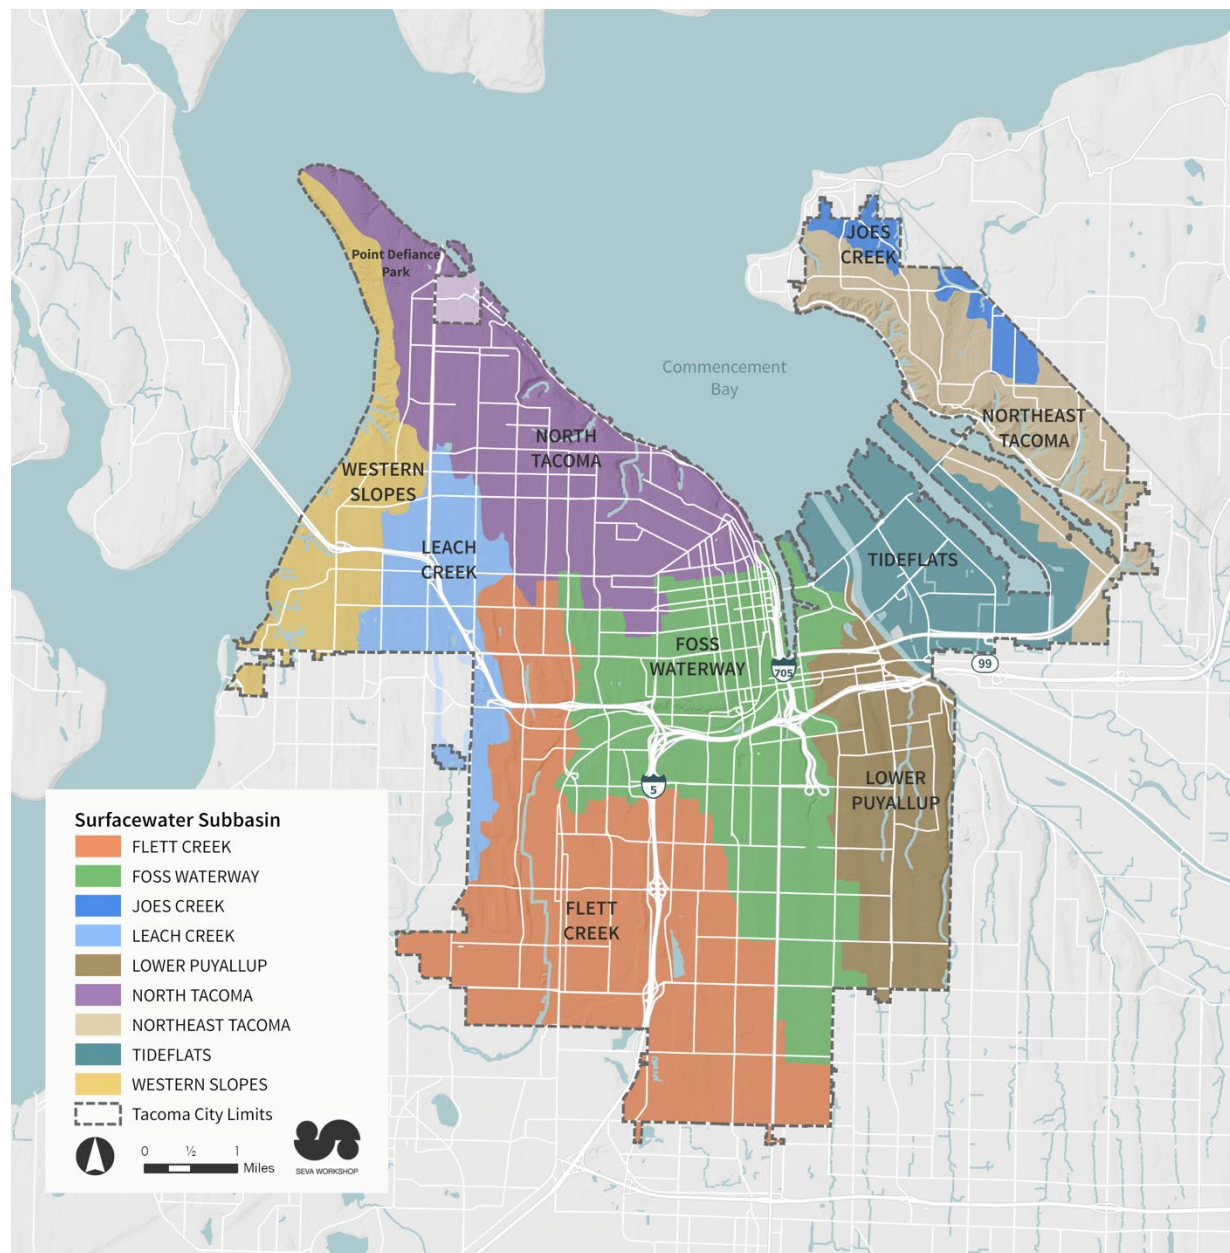 JOES
CREEK
Point Defiance
Park
Commencement
Bay
NORTHEAST
TACOMA
NORTH
TACOMA
WESTERN
SLOPES
LEACH
CREEK
TIDEFLATS
FOSS
WATERWAY
705
99
LOWER
PUYALLUP
5
FLETT
CREEK
Surfacewater Subbasin
FLETT CREEK
FOSS WATERWAY
JOES CREEK
LEACH CREEK
LOWER PUYALLUP
NORTH TACOMA
NORTHEAST TACOMA
TIDEFLATS
WESTERN SLOPES
Tacoma City Limits
0 ½ 1
Miles
SEVA WORKSHOP